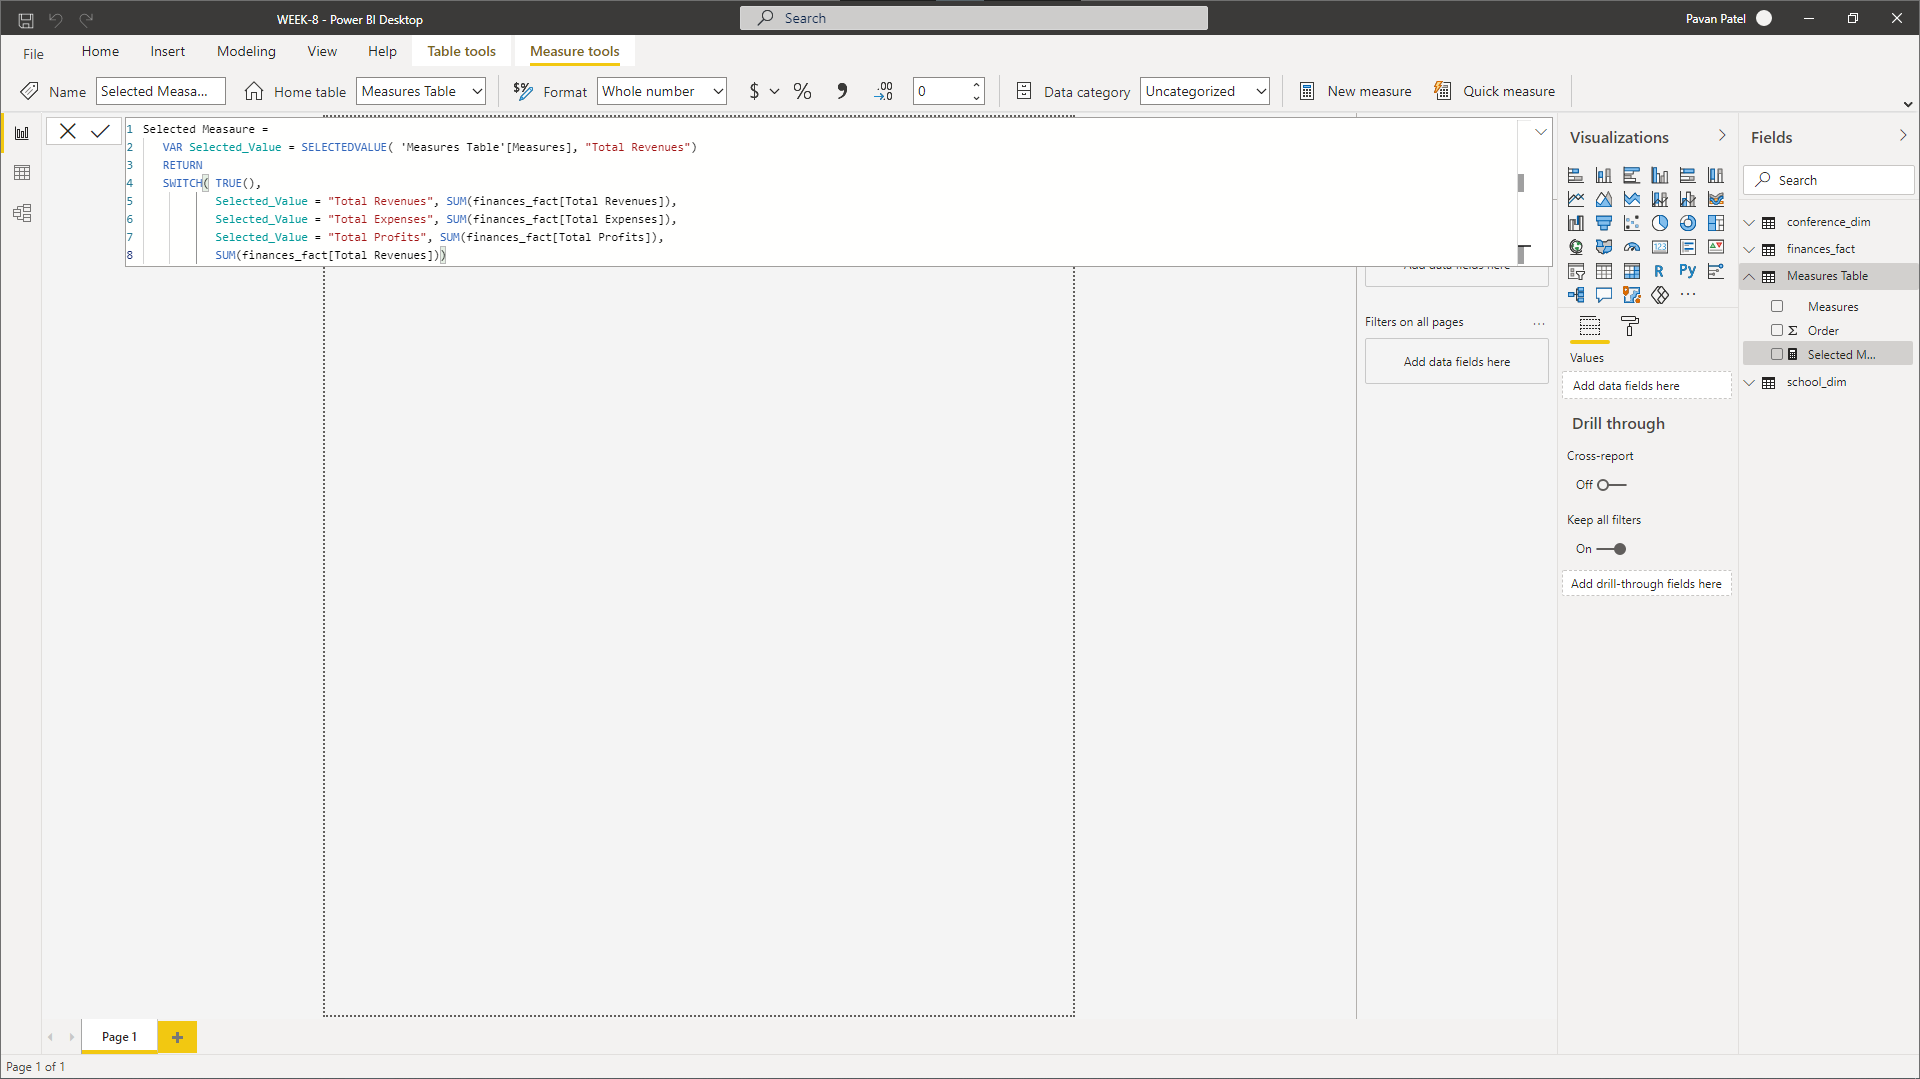 WEEK-8 - Power BI Desktop
Search
Pavan Patel
File
Home
Insert
Modeling
View
Help
Table tools
Measure tools
Name
Selected Measa...
Home table
Measures Table
Format
Whole number
$
%
0
Data category
Uncategorized
New measure
Quick measure
1 Selected Measaure =
2 VAR Selected_Value = SELECTEDVALUE( 'Measures Table'[Measures], "Total Revenues")
3 RETURN
4 SWITCH( TRUE(),
5 Selected_Value = "Total Revenues", SUM(finances_fact[Total Revenues]),
6 Selected_Value = "Total Expenses", SUM(finances_fact[Total Expenses]),
7 Selected_Value = "Total Profits", SUM(finances_fact[Total Profits]),
8 SUM(finances_fact[Total Revenues]))
Add data fields here
Filters on all pages
...
Add data fields here
Visualizations
R
Py
...
Values
Add data fields here
Drill through
Cross-report
Off
Keep all filters
On
Add drill-through fields here
Fields
Search
conference_dim
finances_fact
Measures Table
Measures
Σ Order
Selected M...
school_dim
Page 1
+
Page 1 of 1